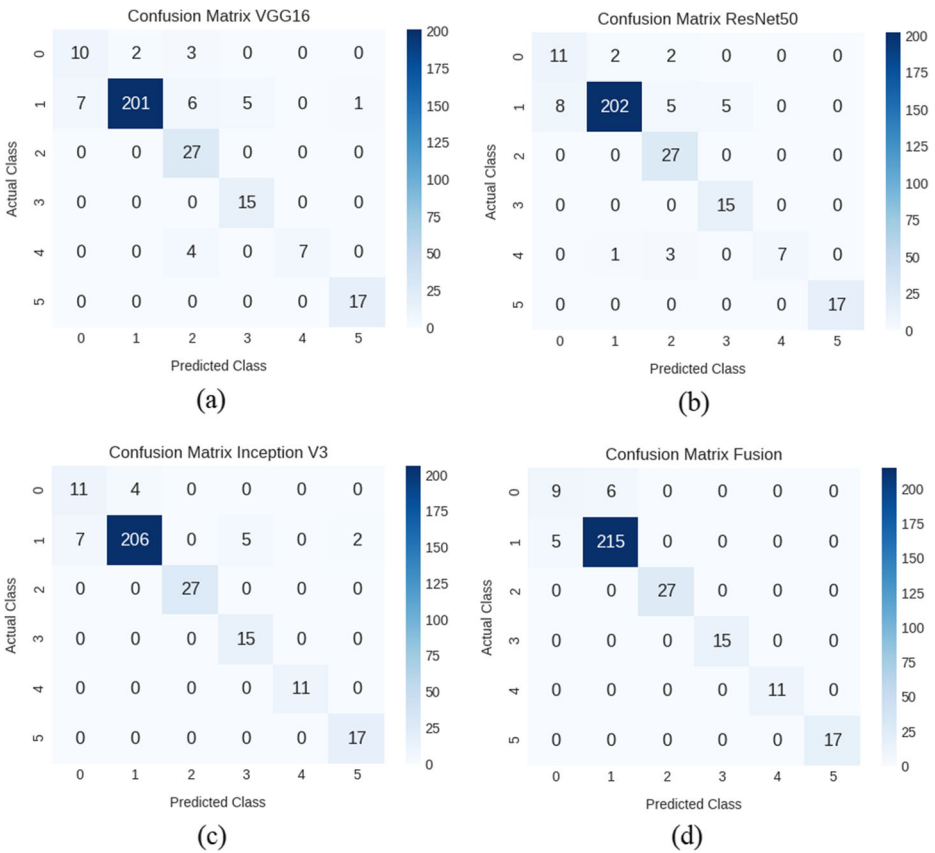 Confusion Matrix VGG16
Actual Class
0 10 2 3 0 0 0
1 7 201 6 5 0 1
2 0 0 27 0 0 0
3 0 0 0 15 0 0
4 0 0 4 0 7 0
5 0 0 0 0 0 17
0 1 2 3 4 5
Predicted Class
200
175
150
125
100
75
50
25
0
(a)
Confusion Matrix ResNet50
Actual Class
0 11 2 2 0 0 0
1 8 202 5 5 0 0
2 0 0 27 0 0 0
3 0 0 0 15 0 0
4 0 1 3 0 7 0
5 0 0 0 0 0 17
0 1 2 3 4 5
Predicted Class
200
175
150
125
100
75
50
25
0
(b)
Confusion Matrix Inception V3
Actual Class
0 11 4 0 0 0 0
1 7 206 0 5 0 2
2 0 0 27 0 0 0
3 0 0 0 15 0 0
4 0 0 0 0 11 0
5 0 0 0 0 0 17
0 1 2 3 4 5
Predicted Class
200
175
150
125
100
75
50
25
0
(c)
Confusion Matrix Fusion
Actual Class
0 9 6 0 0 0 0
1 5 215 0 0 0 0
2 0 0 27 0 0 0
3 0 0 0 15 0 0
4 0 0 0 0 11 0
5 0 0 0 0 0 17
0 1 2 3 4 5
Predicted Class
200
175
150
125
100
75
50
25
0
(d)